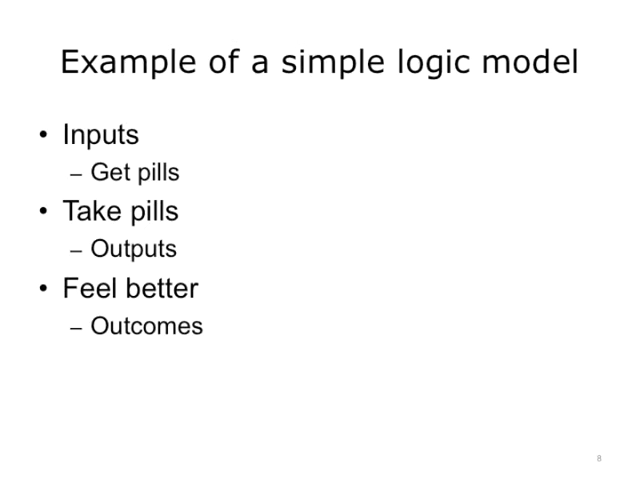 Example of a simple logic model
• Inputs
– Get pills
• Take pills
– Outputs
• Feel better
– Outcomes
8